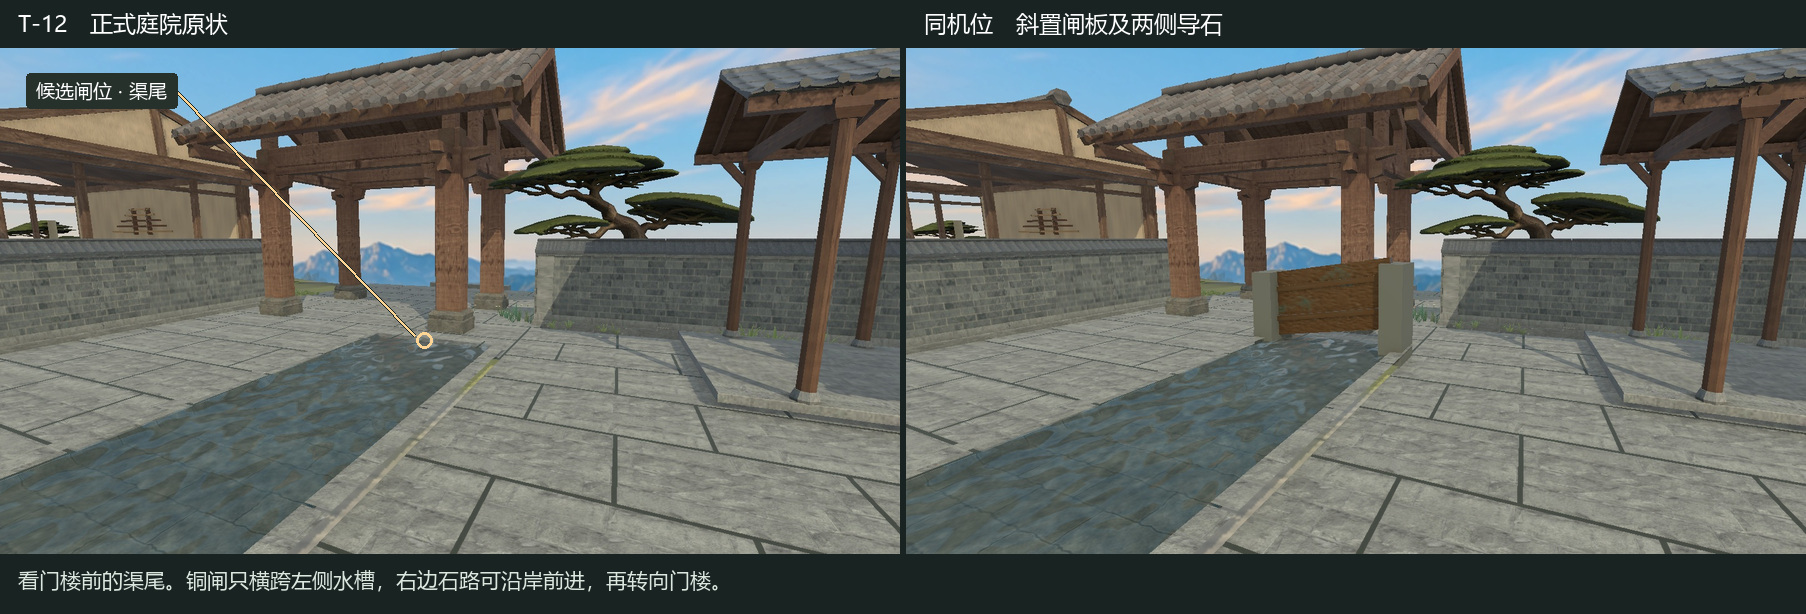 T-12 正式庭院原状
同机位 斜置闸板及两侧导石
候选闸位 · 渠尾
看门楼前的渠尾。铜闸只横跨左侧水槽，右边石路可沿岸前进，再转向门楼。